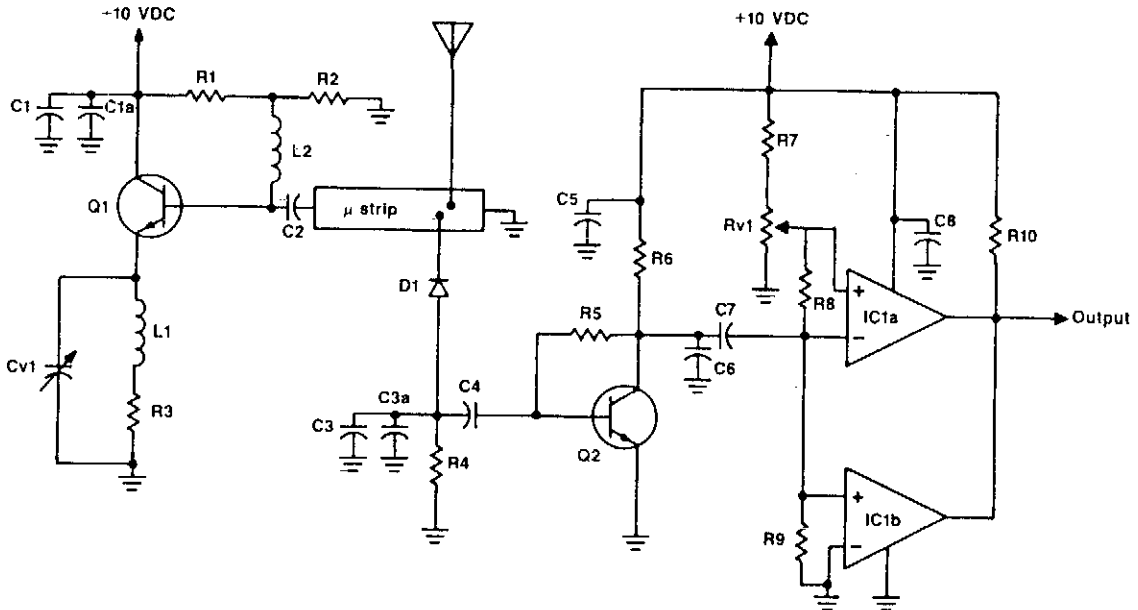 +10 VDC
+10 VDC
R1
R2
C1
C1a
R7
L2
C5
C8
Q1
μ strip
Rv1
R10
C2
R6
D1
R8
+
IC1a
Output
R5
C7
−
L1
Cv1
C6
C4
R3
C3a
C3
R4
Q2
+
IC1b
R9
−